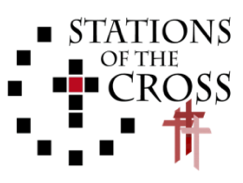 STATIONS
OF THE
CROSS